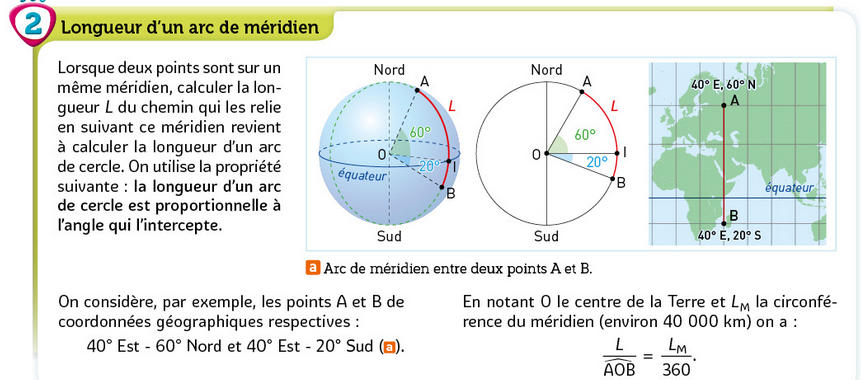 2 Longueur d'un arc de méridien
Lorsque deux points sont sur un
même méridien, calculer la lon-
gueur L du chemin qui les relie
en suivant ce méridien revient
à calculer la longueur d'un arc
de cercle. On utilise la propriété
suivante : la longueur d'un arc
de cercle est proportionnelle à
l'angle qui l'intercepte.
Nord
A
L
60°
O
20°
I
équateur
B
Sud
Nord
A
L
60°
O
20°
I
B
Sud
40° E, 60° N
A
équateur
B
40° E, 20° S
a Arc de méridien entre deux points A et B.
On considère, par exemple, les points A et B de
coordonnées géographiques respectives :
40° Est - 60° Nord et 40° Est - 20° Sud (a).
En notant O le centre de la Terre et L_M la circonfé-
rence du méridien (environ 40 000 km) on a :
L / AOB = L_M / 360.